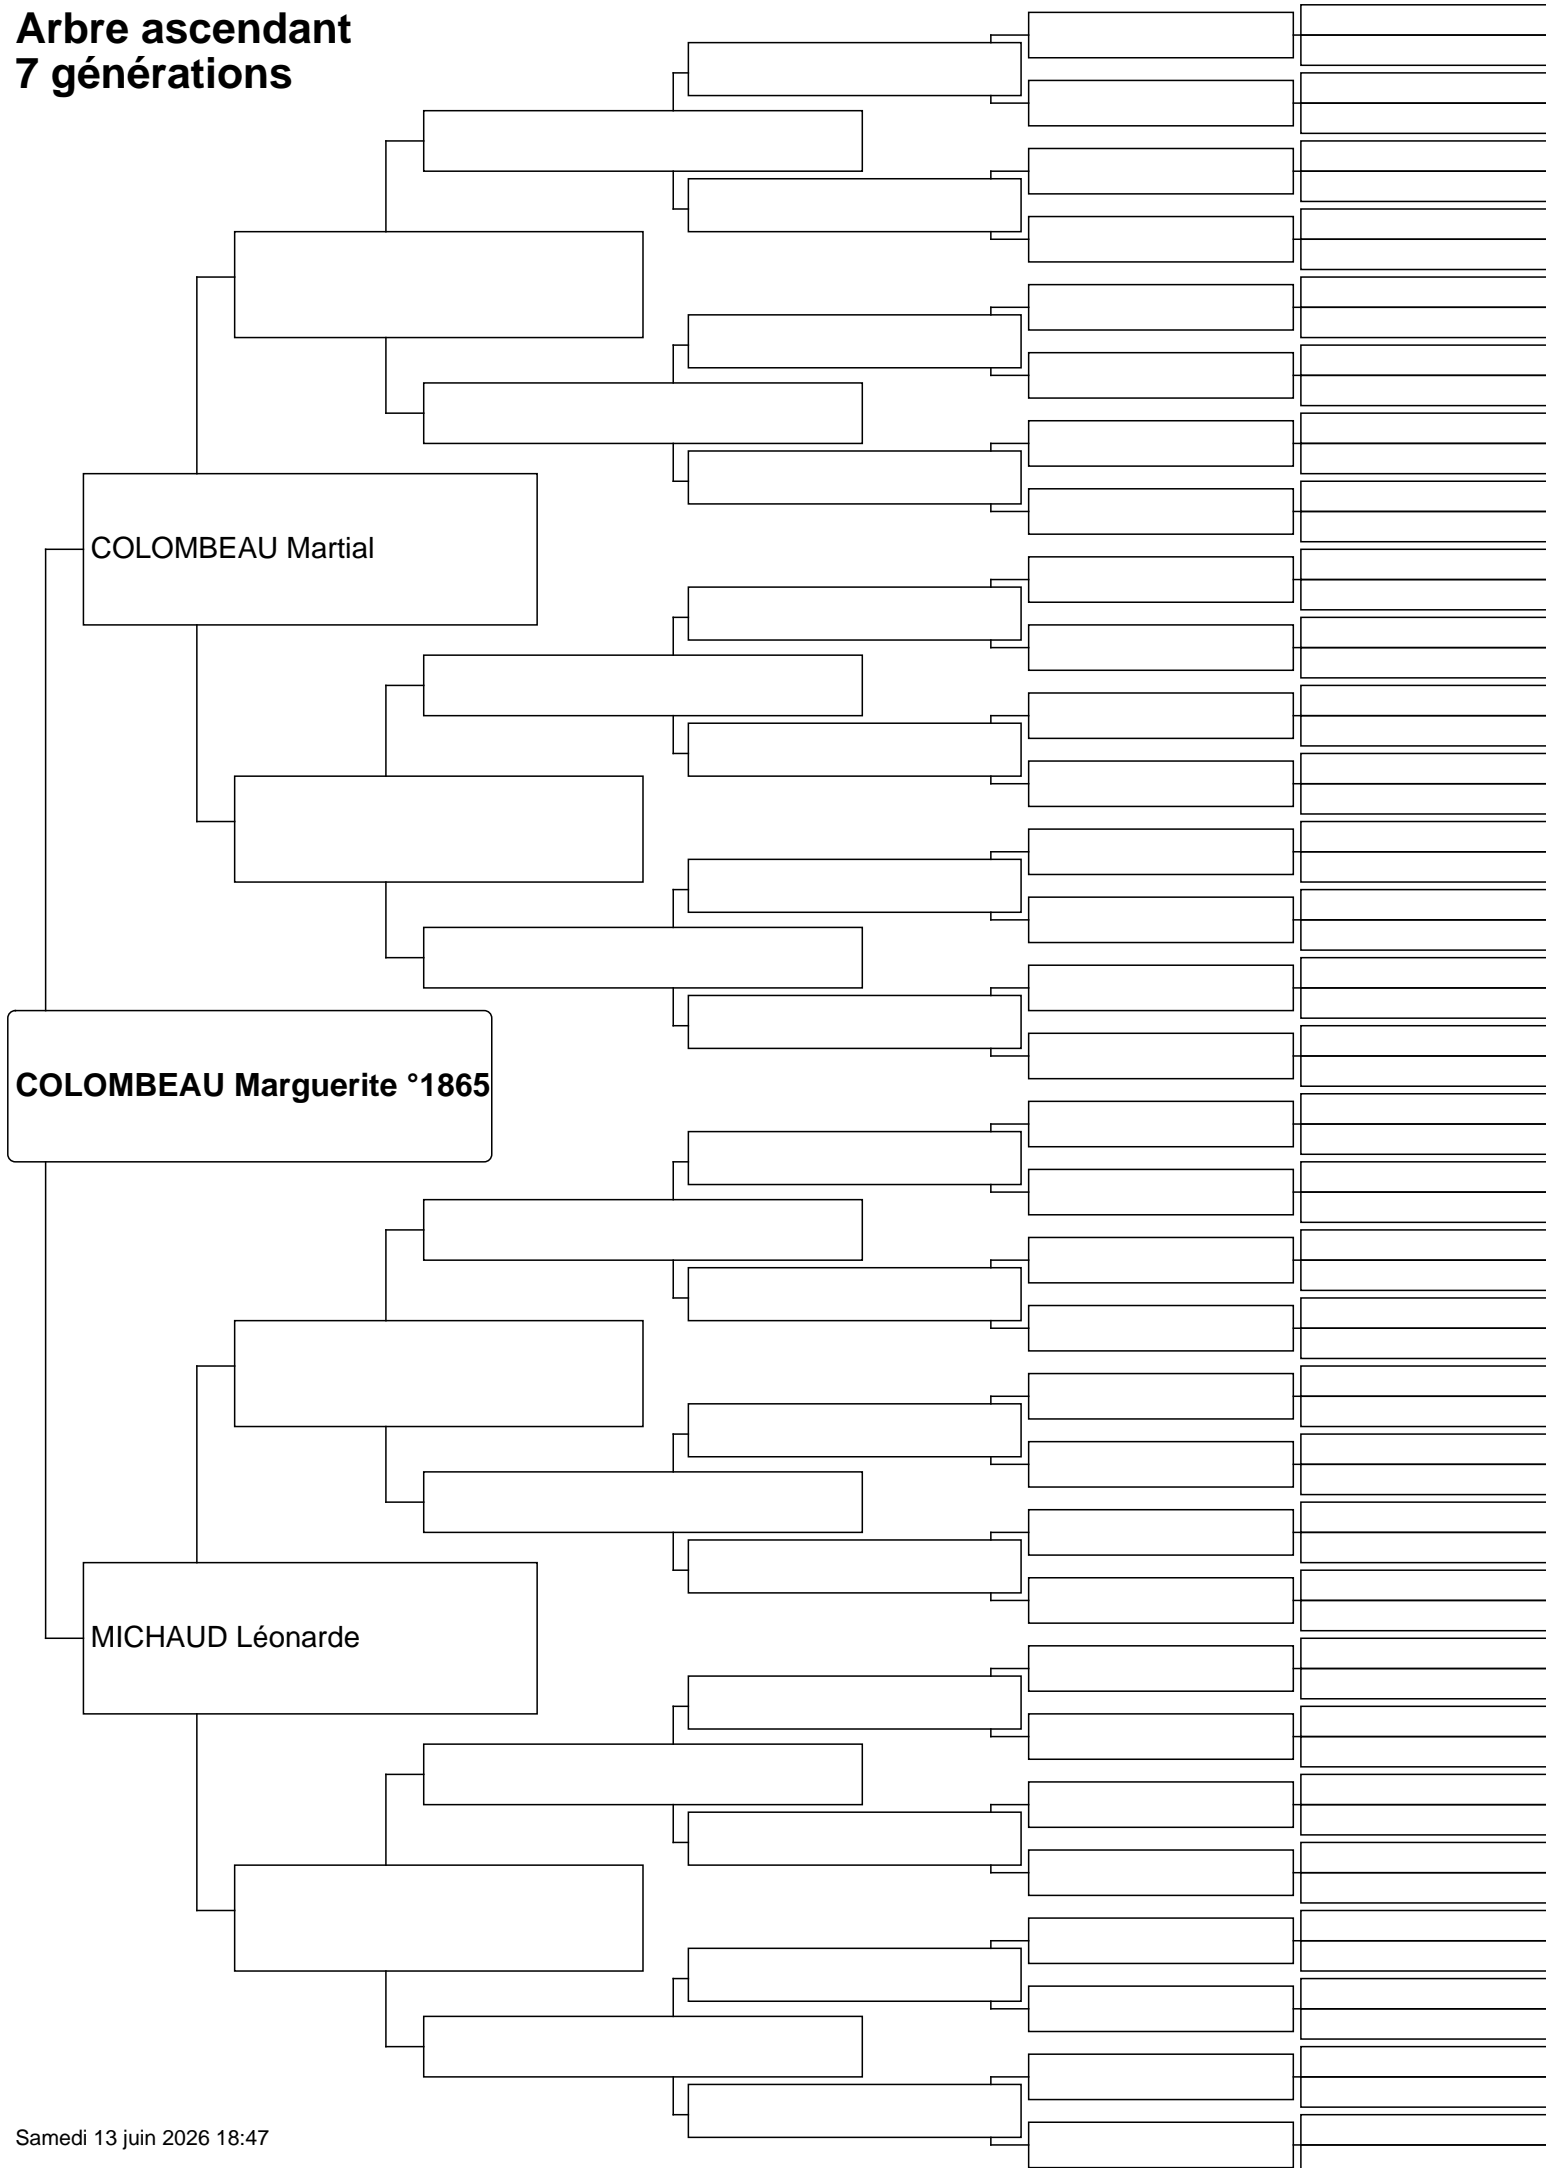 Arbre ascendant
7 générations
COLOMBEAU Martial
COLOMBEAU Marguerite °1865
MICHAUD Léonarde
Samedi 13 juin 2026 18:47